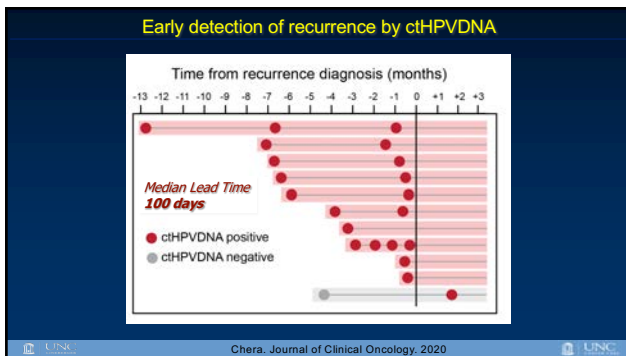 Early detection of recurrence by ctHPVDNA
Time from recurrence diagnosis (months)
-13 -12 -11 -10 -9 -8 -7 -6 -5 -4 -3 -2 -1 0 +1 +2 +3
Median Lead Time
100 days
ctHPVDNA positive
ctHPVDNA negative
UNC
Chera. Journal of Clinical Oncology. 2020
UNC